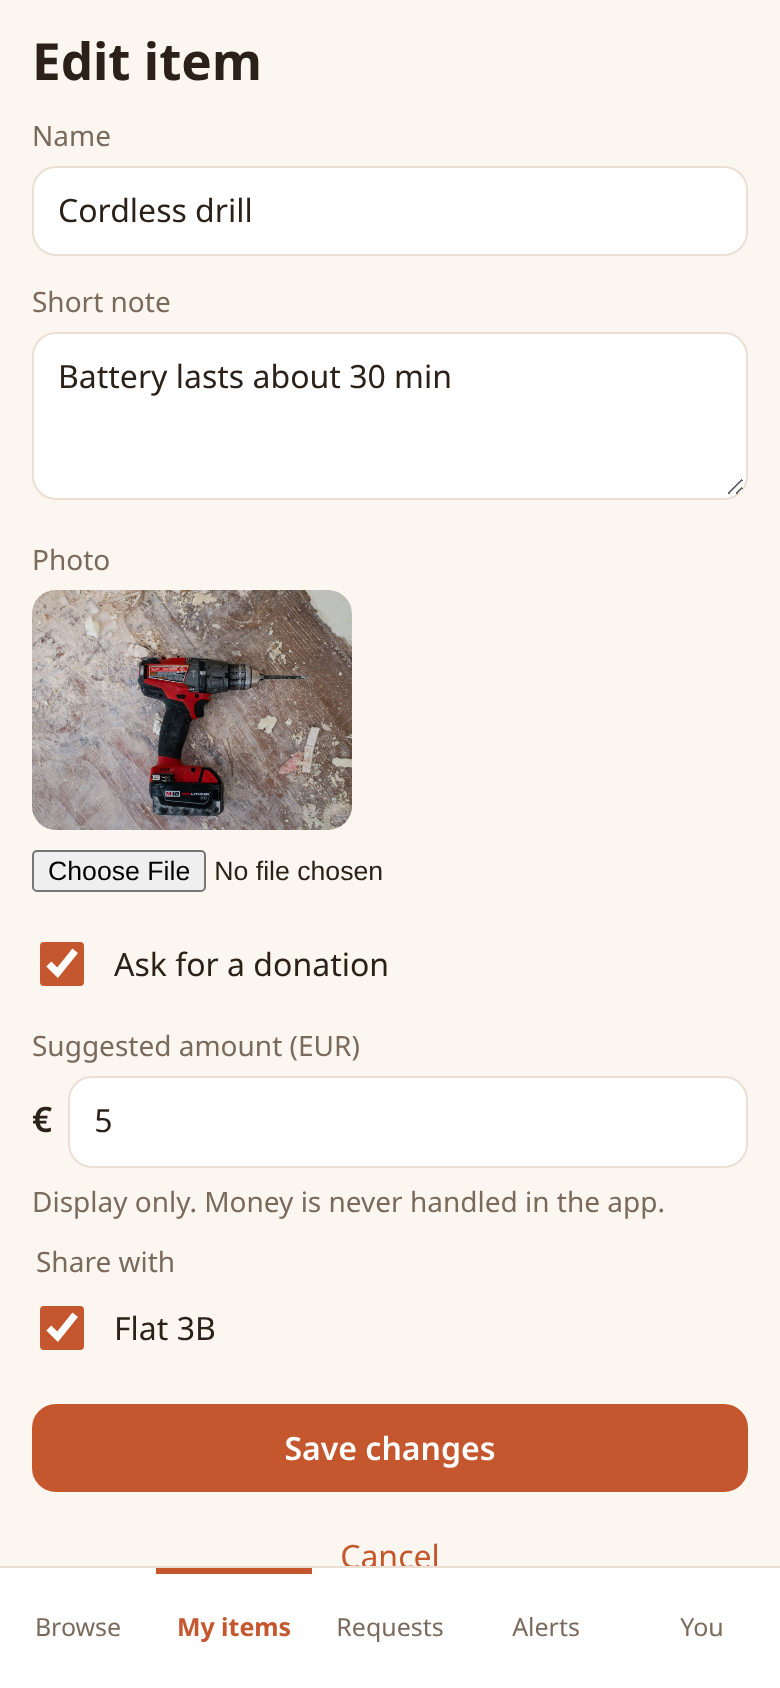 Edit item
Name
Cordless drill
Short note
Battery lasts about 30 min
Photo
Choose File No file chosen
Ask for a donation
Suggested amount (EUR)
€ 5
Display only. Money is never handled in the app.
Share with
Flat 3B
Save changes
Cancel
Browse My items Requests Alerts You